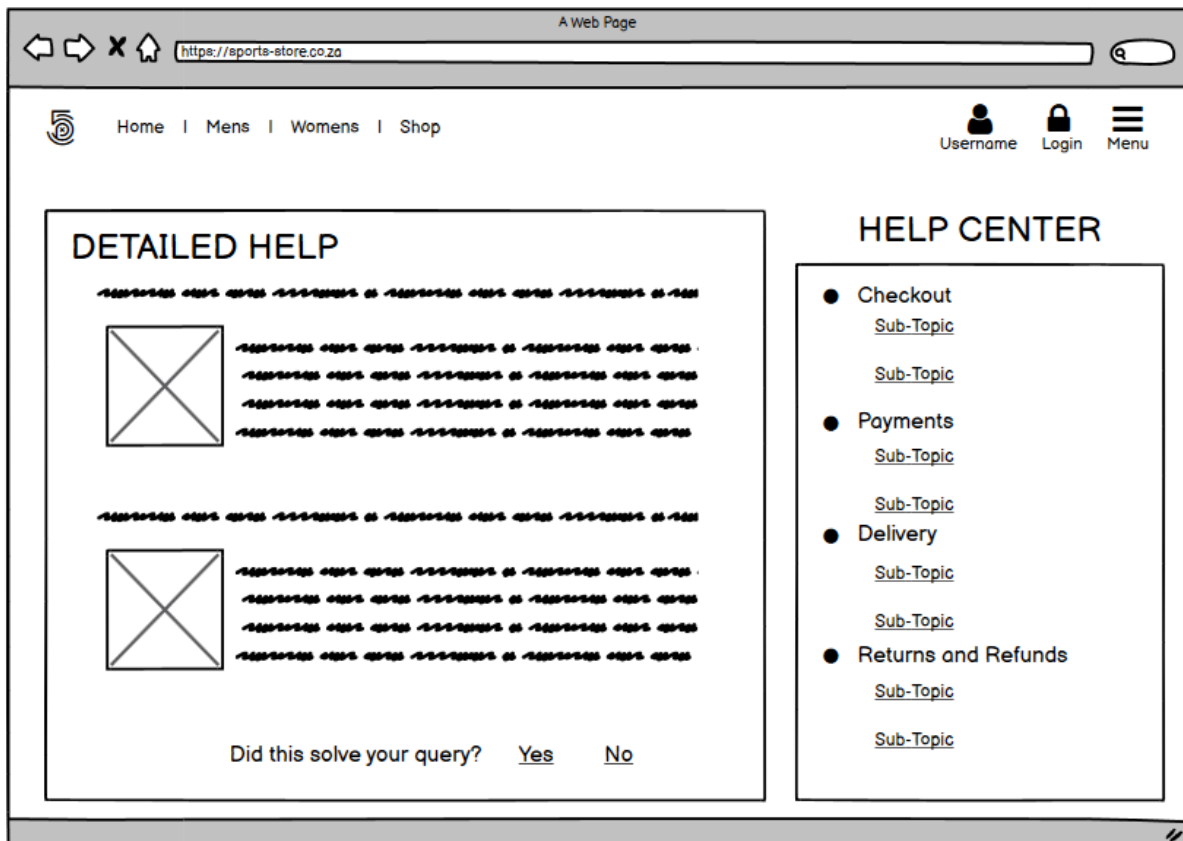 A Web Page
https://sports-store.co.za
Home | Mens | Womens | Shop
Username Login Menu
DETAILED HELP
Did this solve your query? Yes No
HELP CENTER
Checkout
Sub-Topic
Sub-Topic
Payments
Sub-Topic
Sub-Topic
Delivery
Sub-Topic
Sub-Topic
Returns and Refunds
Sub-Topic
Sub-Topic